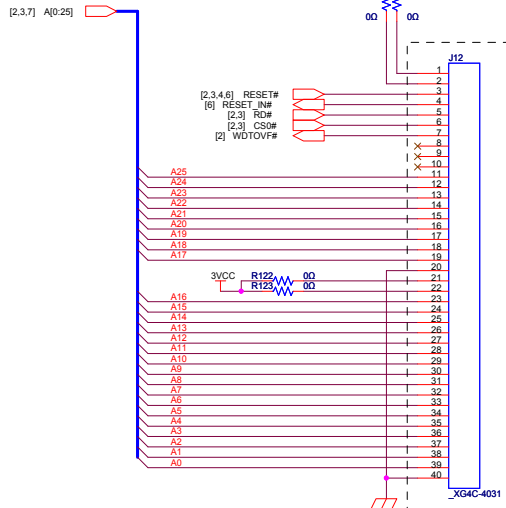 [2,3,7] A[0:25]
0Ω 0Ω
J12
1
2
[2,3,4,6] RESET# 3
[6] RESET_IN# 4
[2,3] RD# 5
[2,3] CS0# 6
[2] WDTOVF# 7
8
9
10
A25 11
A24 12
A23 13
A22 14
A21 15
A20 16
A19 17
A18 18
A17 19
20
3VCC R122 0Ω 21
R123 0Ω 22
A16 23
A15 24
A14 25
A13 26
A12 27
A11 28
A10 29
A9 30
A8 31
A7 32
A6 33
A5 34
A4 35
A3 36
A2 37
A1 38
A0 39
40
_XG4C-4031